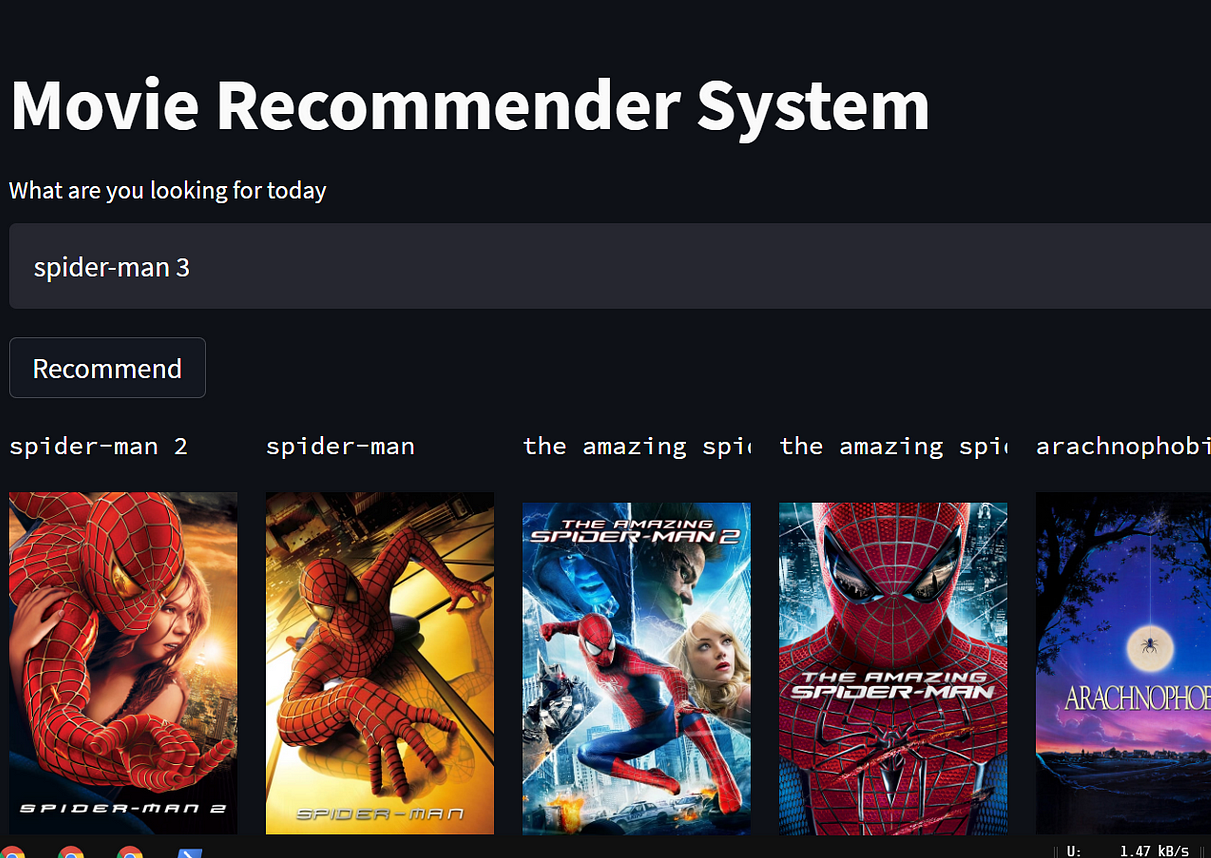 Movie Recommender System
What are you looking for today
spider-man 3
Recommend
spider-man 2
spider-man
the amazing spi
the amazing spi
arachnophobi
SPIDER-MAN 2
SPIDER-MAN
THE AMAZING
SPIDER-MAN 2
THE AMAZING
SPIDER-MAN
ARACHNOPHOB
U: 1.47 kB/s